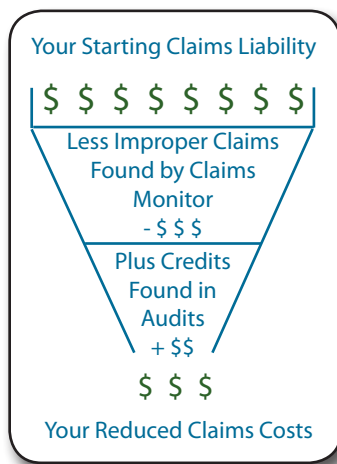 Your Starting Claims Liability
$ $ $ $ $ $ $ $
Less Improper Claims
Found by Claims
Monitor
- $ $ $
Plus Credits
Found in
Audits
+ $$
$ $ $
Your Reduced Claims Costs